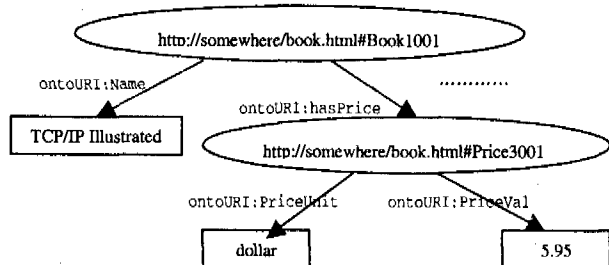 http://somewhere/book.html#Book1001
ontoURI:Name
............
ontoURI:hasPrice
TCP/IP Illustrated
http://somewhere/book.html#Price3001
ontoURI:PriceUnit
ontoURI:PriceVal
dollar
5.95